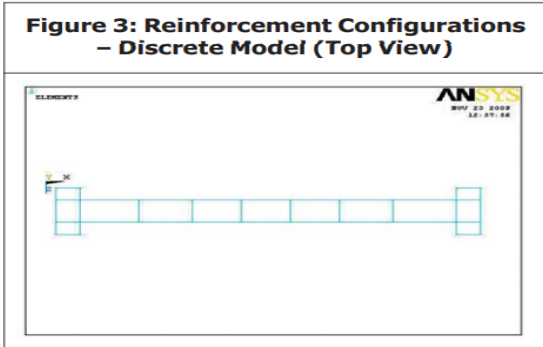 Figure 3: Reinforcement Configurations
– Discrete Model (Top View)
ELEMENTS
ANSYS
NOV 23 2009
Y X